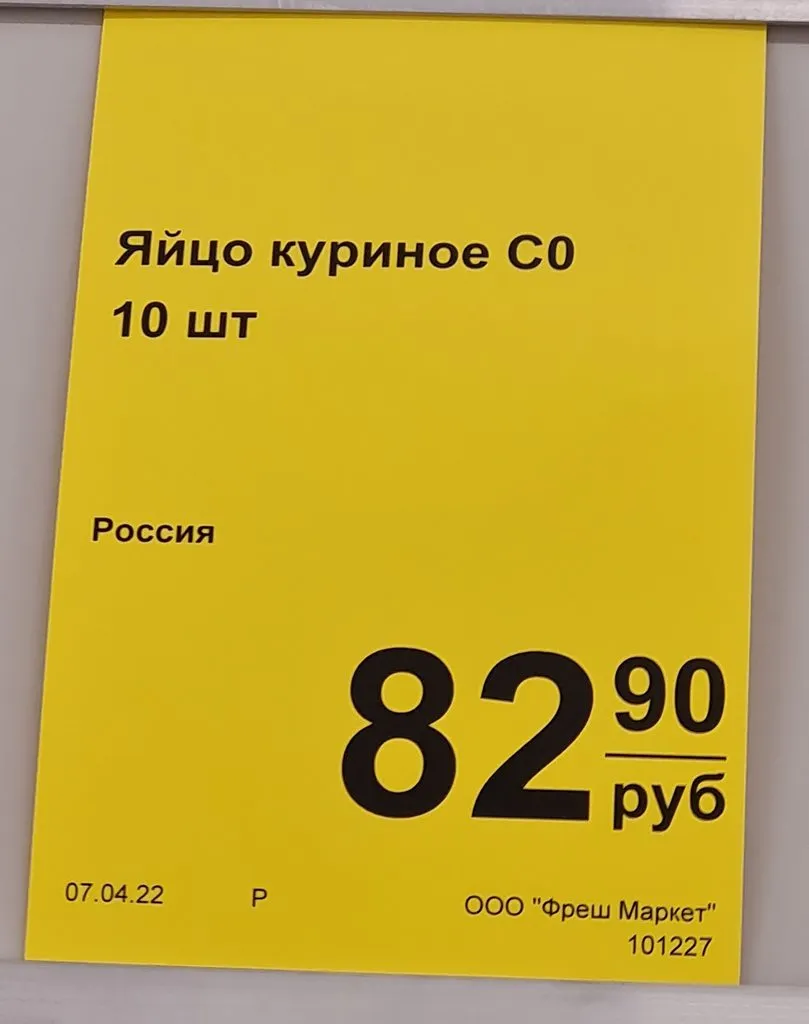 Яйцо куриное С0
10 шт
Россия
82 90
руб
07.04.22 Р ООО "Фреш Маркет"
101227